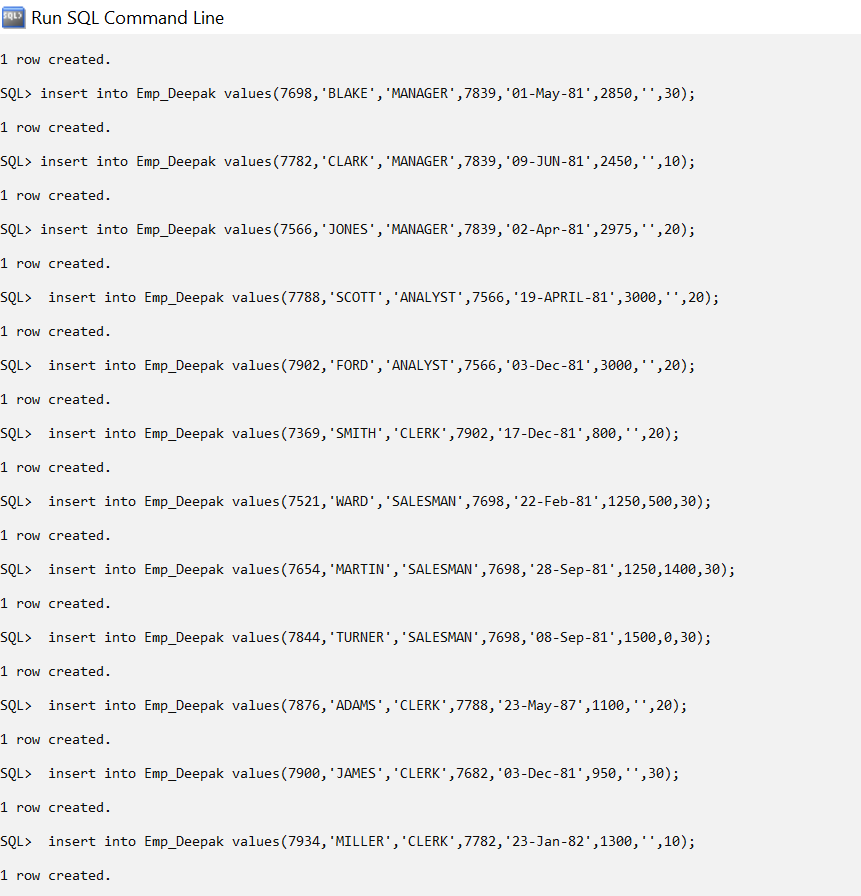 SQL> Run SQL Command Line
1 row created.
SQL> insert into Emp_Deepak values(7698,'BLAKE','MANAGER',7839,'01-May-81',2850,'',30);
1 row created.
SQL> insert into Emp_Deepak values(7782,'CLARK','MANAGER',7839,'09-JUN-81',2450,'',10);
1 row created.
SQL> insert into Emp_Deepak values(7566,'JONES','MANAGER',7839,'02-Apr-81',2975,'',20);
1 row created.
SQL>  insert into Emp_Deepak values(7788,'SCOTT','ANALYST',7566,'19-APRIL-81',3000,'',20);
1 row created.
SQL>  insert into Emp_Deepak values(7902,'FORD','ANALYST',7566,'03-Dec-81',3000,'',20);
1 row created.
SQL>  insert into Emp_Deepak values(7369,'SMITH','CLERK',7902,'17-Dec-81',800,'',20);
1 row created.
SQL>  insert into Emp_Deepak values(7521,'WARD','SALESMAN',7698,'22-Feb-81',1250,500,30);
1 row created.
SQL>  insert into Emp_Deepak values(7654,'MARTIN','SALESMAN',7698,'28-Sep-81',1250,1400,30);
1 row created.
SQL>  insert into Emp_Deepak values(7844,'TURNER','SALESMAN',7698,'08-Sep-81',1500,0,30);
1 row created.
SQL>  insert into Emp_Deepak values(7876,'ADAMS','CLERK',7788,'23-May-87',1100,'',20);
1 row created.
SQL>  insert into Emp_Deepak values(7900,'JAMES','CLERK',7682,'03-Dec-81',950,'',30);
1 row created.
SQL>  insert into Emp_Deepak values(7934,'MILLER','CLERK',7782,'23-Jan-82',1300,'',10);
1 row created.